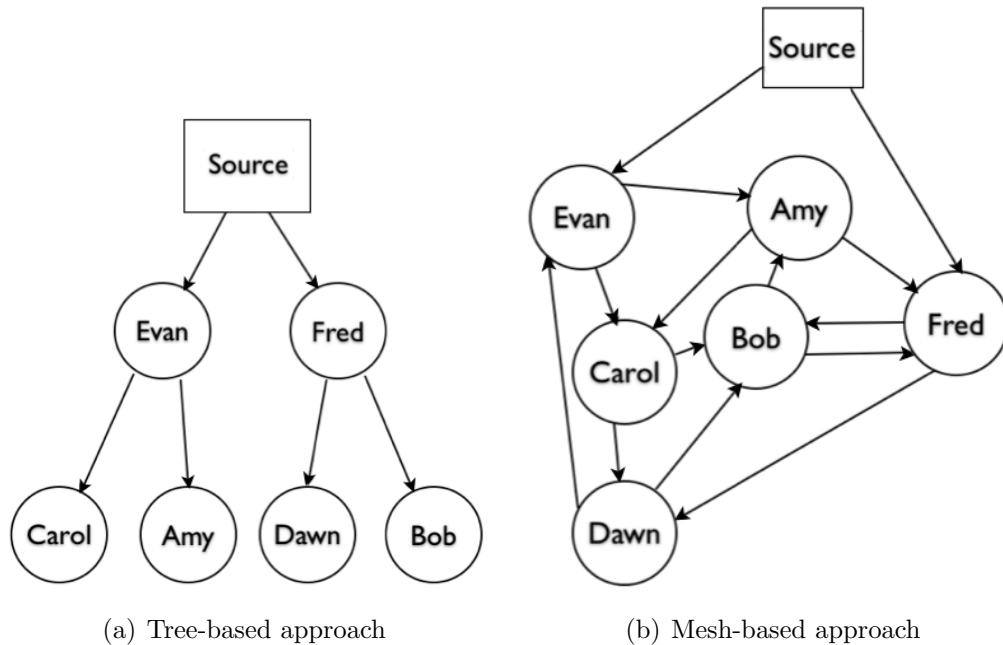 Source
Evan
Fred
Carol
Amy
Dawn
Bob
(a) Tree-based approach
Source
Evan
Amy
Carol
Bob
Fred
Dawn
(b) Mesh-based approach